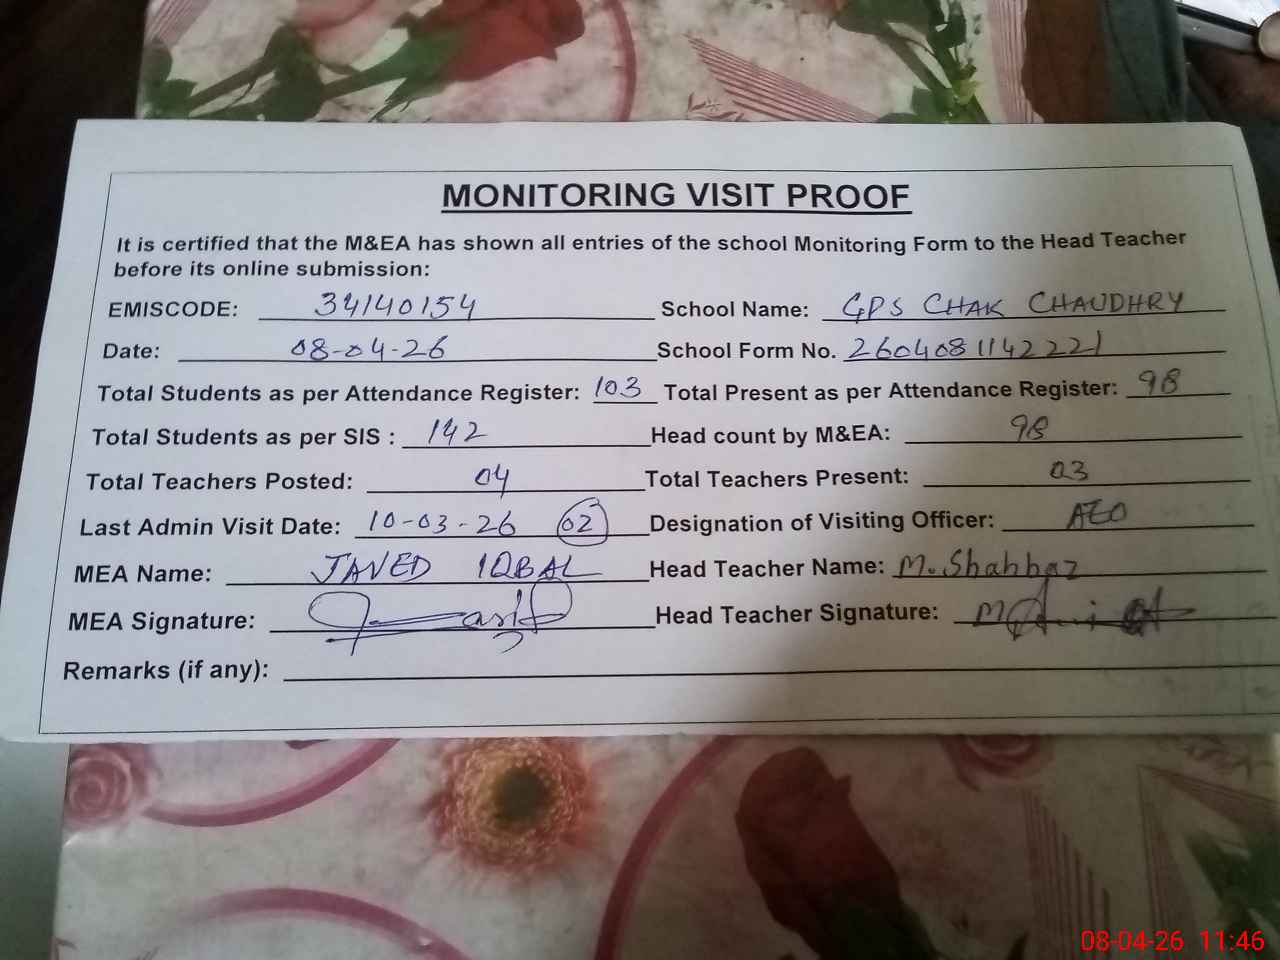 MONITORING VISIT PROOF
It is certified that the M&EA has shown all entries of the school Monitoring Form to the Head Teacher
before its online submission:
EMISCODE: 34140154 School Name: GPS CHAK CHAUDHRY
Date: 08-04-26 School Form No. 2604081142221
Total Students as per Attendance Register: 103 Total Present as per Attendance Register: 98
Total Students as per SIS : 142 Head count by M&EA: 98
Total Teachers Posted: 04 Total Teachers Present: 03
Last Admin Visit Date: 10-03-26 02 Designation of Visiting Officer: AEO
MEA Name: JAVED IQBAL Head Teacher Name: M. Shahbaz
MEA Signature: Head Teacher Signature:
Remarks (if any):
08-04-26 11:46